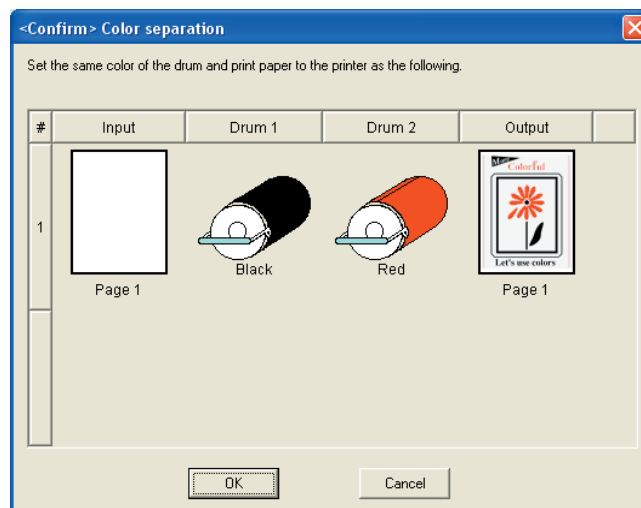 <Confirm> Color separation
Set the same color of the drum and print paper to the printer as the following.
# Input Drum 1 Drum 2 Output
1
Colorful
Let's use colors
Black Red
Page 1 Page 1
OK Cancel